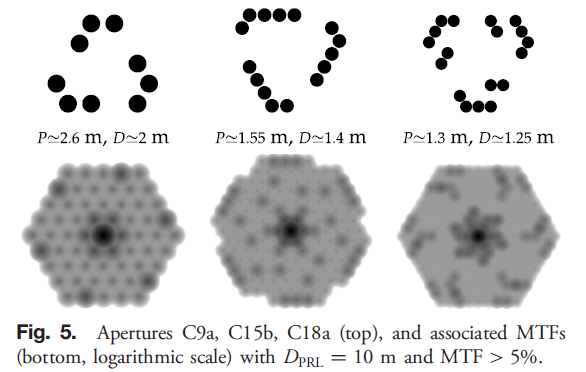 P≃2.6 m, D≃2 m P≃1.55 m, D≃1.4 m P≃1.3 m, D≃1.25 m
Fig. 5. Apertures C9a, C15b, C18a (top), and associated MTFs
(bottom, logarithmic scale) with DPRL = 10 m and MTF > 5%.